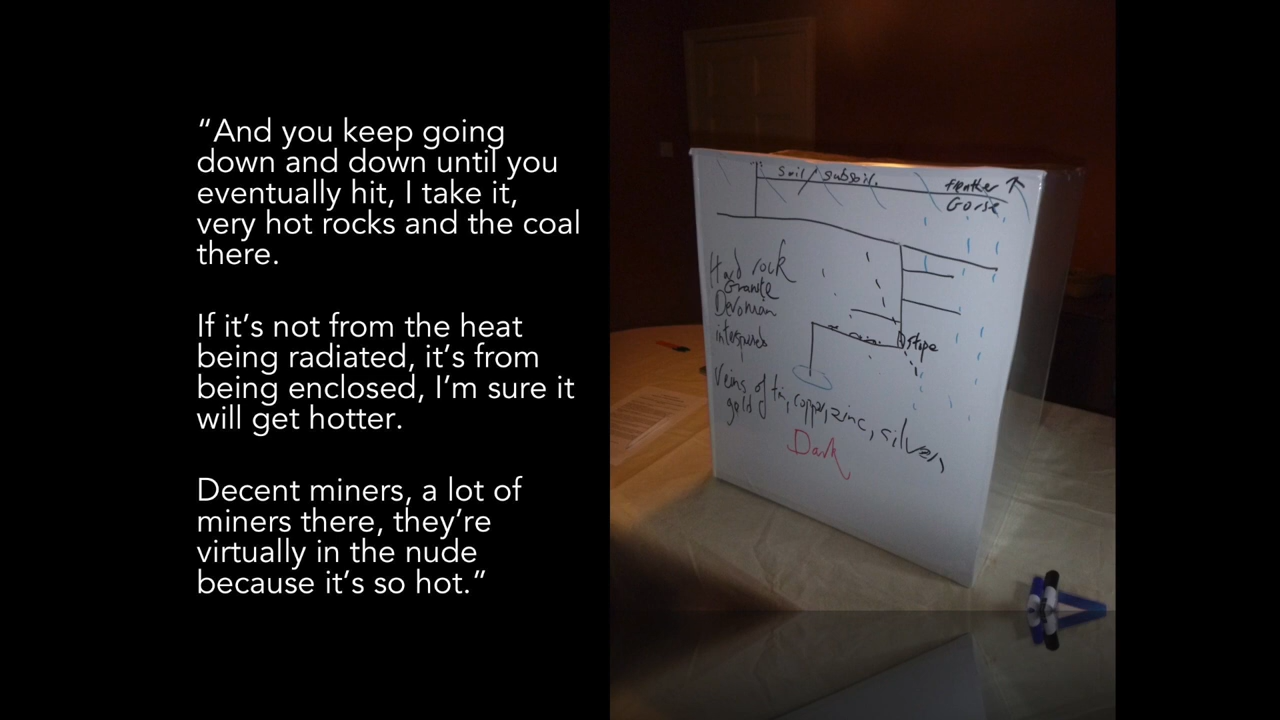 “And you keep going
down and down until you
eventually hit, I take it,
very hot rocks and the coal
there.
If it’s not from the heat
being radiated, it’s from
being enclosed, I’m sure it
will get hotter.
Decent miners, a lot of
miners there, they’re
virtually in the nude
because it’s so hot.”
soil / subsoil.
Heather ↑
Gorse
Hard rock
Granite
Devonian
stope
Veins of tin, copper, zinc, silver,
gold
Dark